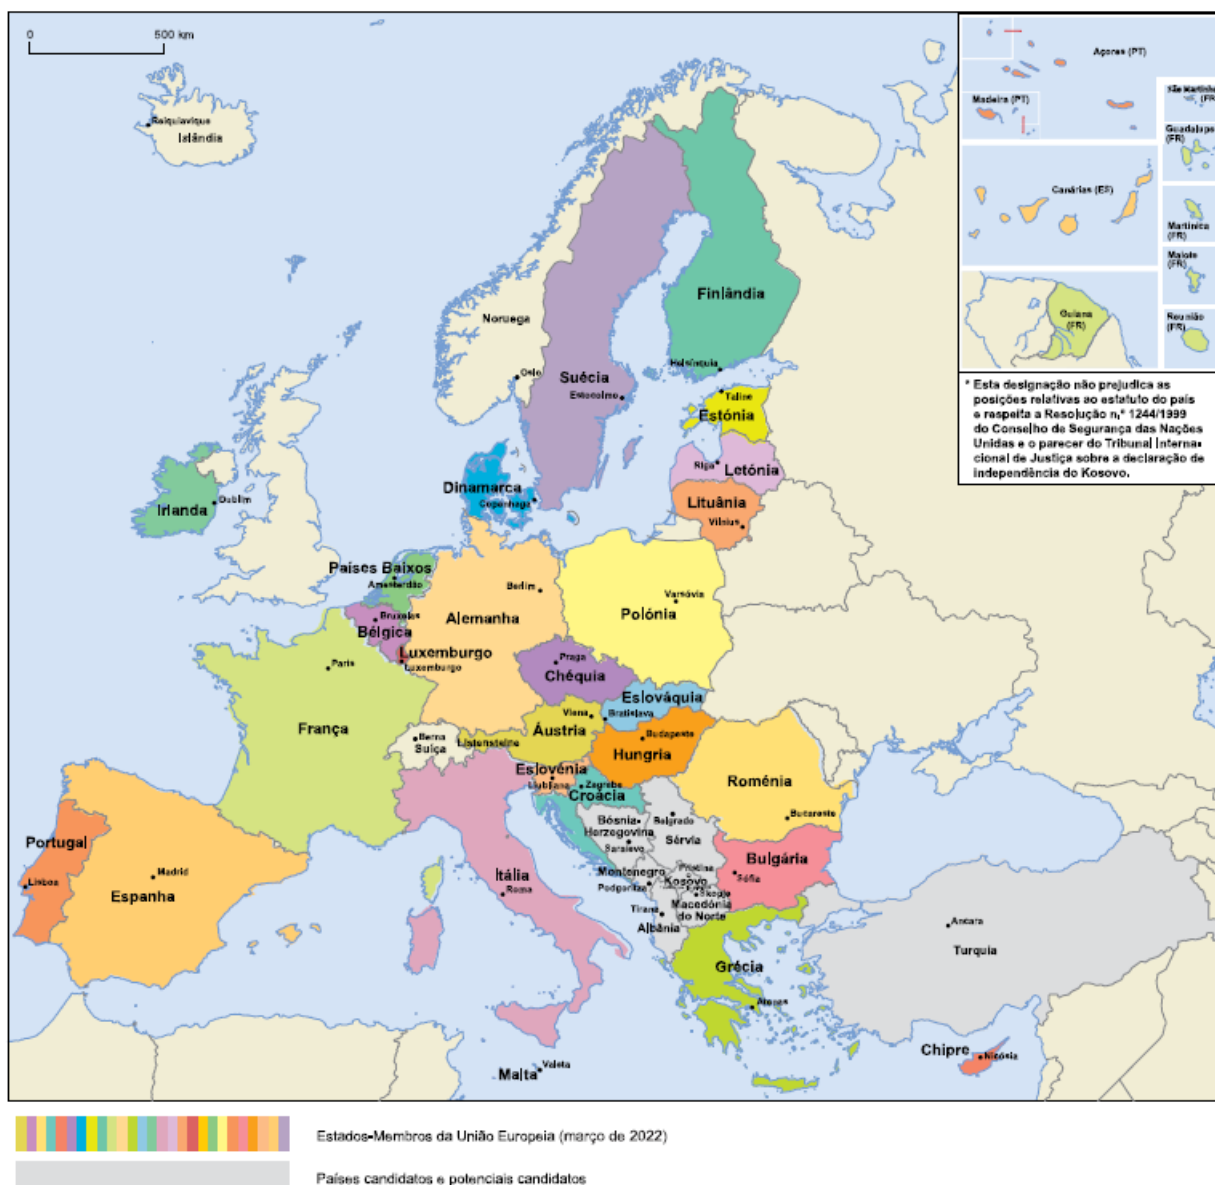 0
500 km
Açores (PT)
Madeira (PT)
São Martinho
(FR)
Guadalupe
(FR)
Canárias (ES)
Martinica
(FR)
Maiote
(FR)
Guiana
(FR)
Reunião
(FR)
* Esta designação não prejudica as
posições relativas ao estatuto do país
e respeita a Resolução n.º 1244/1999
do Conselho de Segurança das Nações
Unidas e o parecer do Tribunal Interna-
cional de Justiça sobre a declaração de
independência do Kosovo.
Reiquiavique
Islândia
Noruega
Oslo
Suécia
Estocolmo
Finlândia
Helsínquia
Taline
Estónia
Riga
Letónia
Lituânia
Vilnius
Dinamarca
Copenhaga
Irlanda
Dublim
Países Baixos
Amesterdão
Bruxelas
Bélgica
Luxemburgo
Luxemburgo
Berlim
Alemanha
Varsóvia
Polónia
Praga
Chéquia
Eslováquia
Bratislava
Viena
Áustria
Listenstaine
Berna
Suíça
Paris
França
Budapeste
Hungria
Eslovénia
Liubliana
Zagrebe
Croácia
Roménia
Bucareste
Bósnia-
Herzegovina
Saraievo
Belgrado
Sérvia
Montenegro
Podgoritsa
Pristina
Kosovo
Skopje
Macedónia
do Norte
Tirana
Albânia
Sófia
Bulgária
Itália
Roma
Portugal
Lisboa
Madrid
Espanha
Grécia
Atenas
Ancara
Turquia
Chipre
Nicósia
Malta
Valeta
Estados-Membros da União Europeia (março de 2022)
Países candidatos e potenciais candidatos